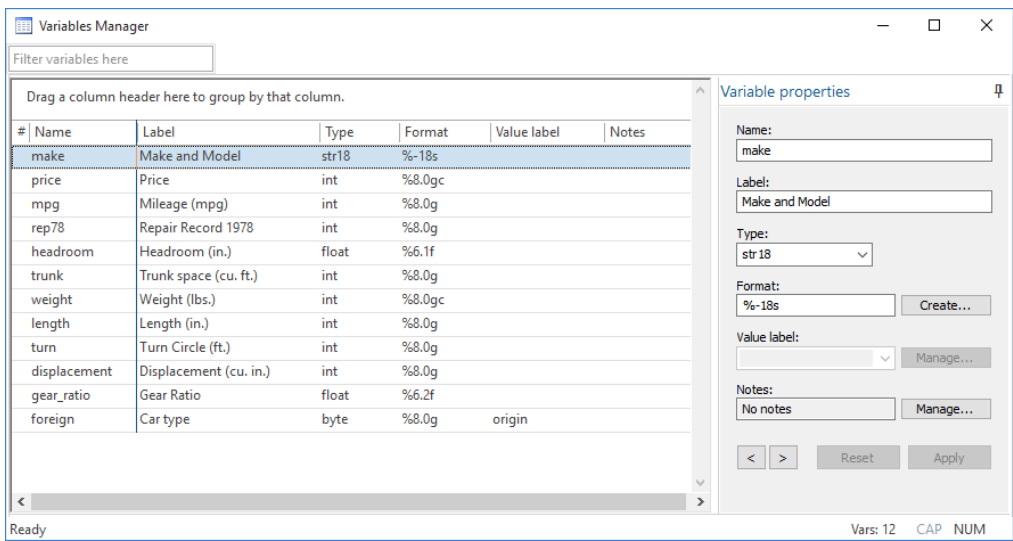 Variables Manager
Filter variables here
Drag a column header here to group by that column.
# Name Label Type Format Value label Notes
make Make and Model str18 %-18s
price Price int %8.0gc
mpg Mileage (mpg) int %8.0g
rep78 Repair Record 1978 int %8.0g
headroom Headroom (in.) float %6.1f
trunk Trunk space (cu. ft.) int %8.0g
weight Weight (lbs.) int %8.0gc
length Length (in.) int %8.0g
turn Turn Circle (ft.) int %8.0g
displacement Displacement (cu. in.) int %8.0g
gear_ratio Gear Ratio float %6.2f
foreign Car type byte %8.0g origin
Variable properties
Name:
make
Label:
Make and Model
Type:
str18
Format:
%-18s Create...
Value label:
Manage...
Notes:
No notes Manage...
< > Reset Apply
Ready Vars: 12 CAP NUM